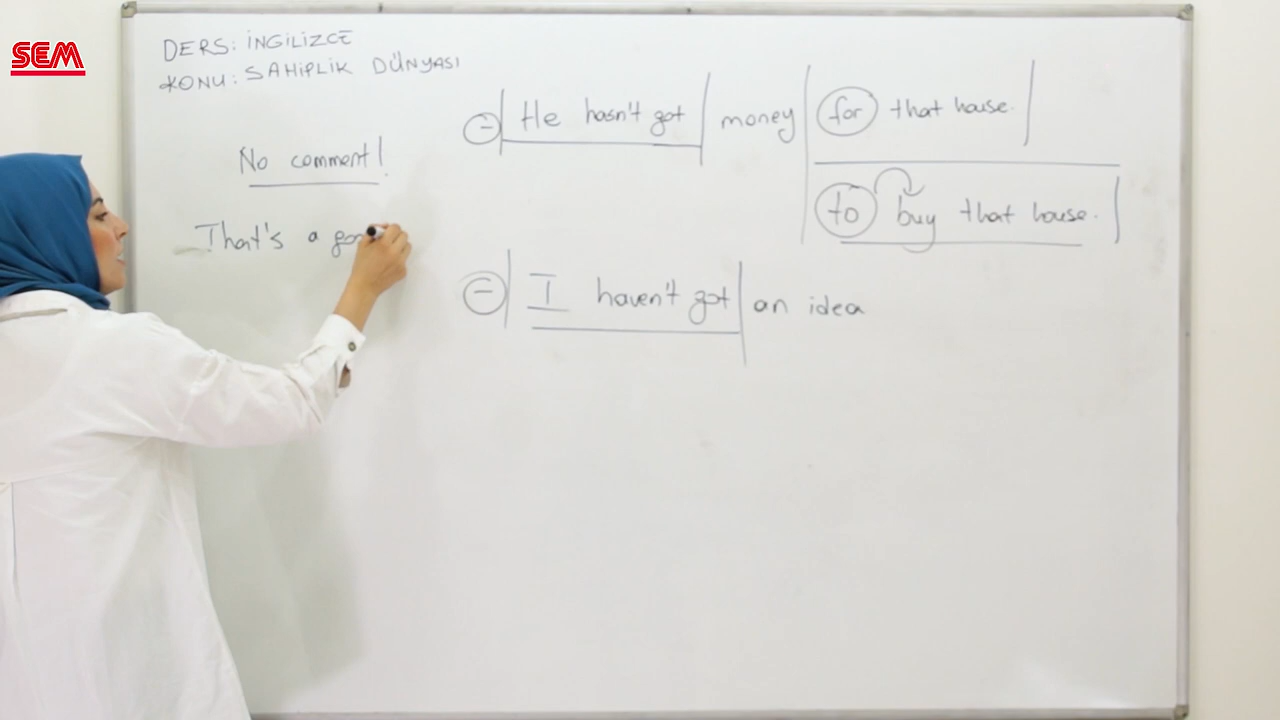 SEM
DERS: İNGİLİZCE
KONU: SAHİPLİK DÜNYASI
No comment!
That's a
(-) He hasn't got money for that house.
to buy that house.
(-) I haven't got an idea